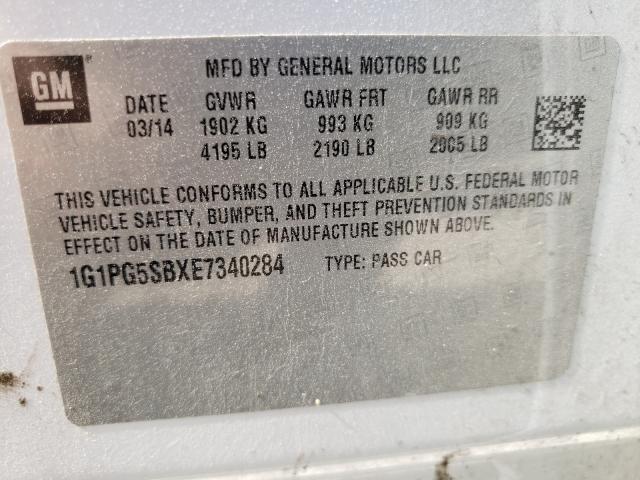 GM
MFD BY GENERAL MOTORS LLC
DATE GVWR GAWR FRT GAWR RR
03/14 1902 KG 993 KG 909 KG
4195 LB 2190 LB 2005 LB
THIS VEHICLE CONFORMS TO ALL APPLICABLE U.S. FEDERAL MOTOR
VEHICLE SAFETY, BUMPER, AND THEFT PREVENTION STANDARDS IN
EFFECT ON THE DATE OF MANUFACTURE SHOWN ABOVE.
1G1PG5SBXE7340284 TYPE: PASS CAR